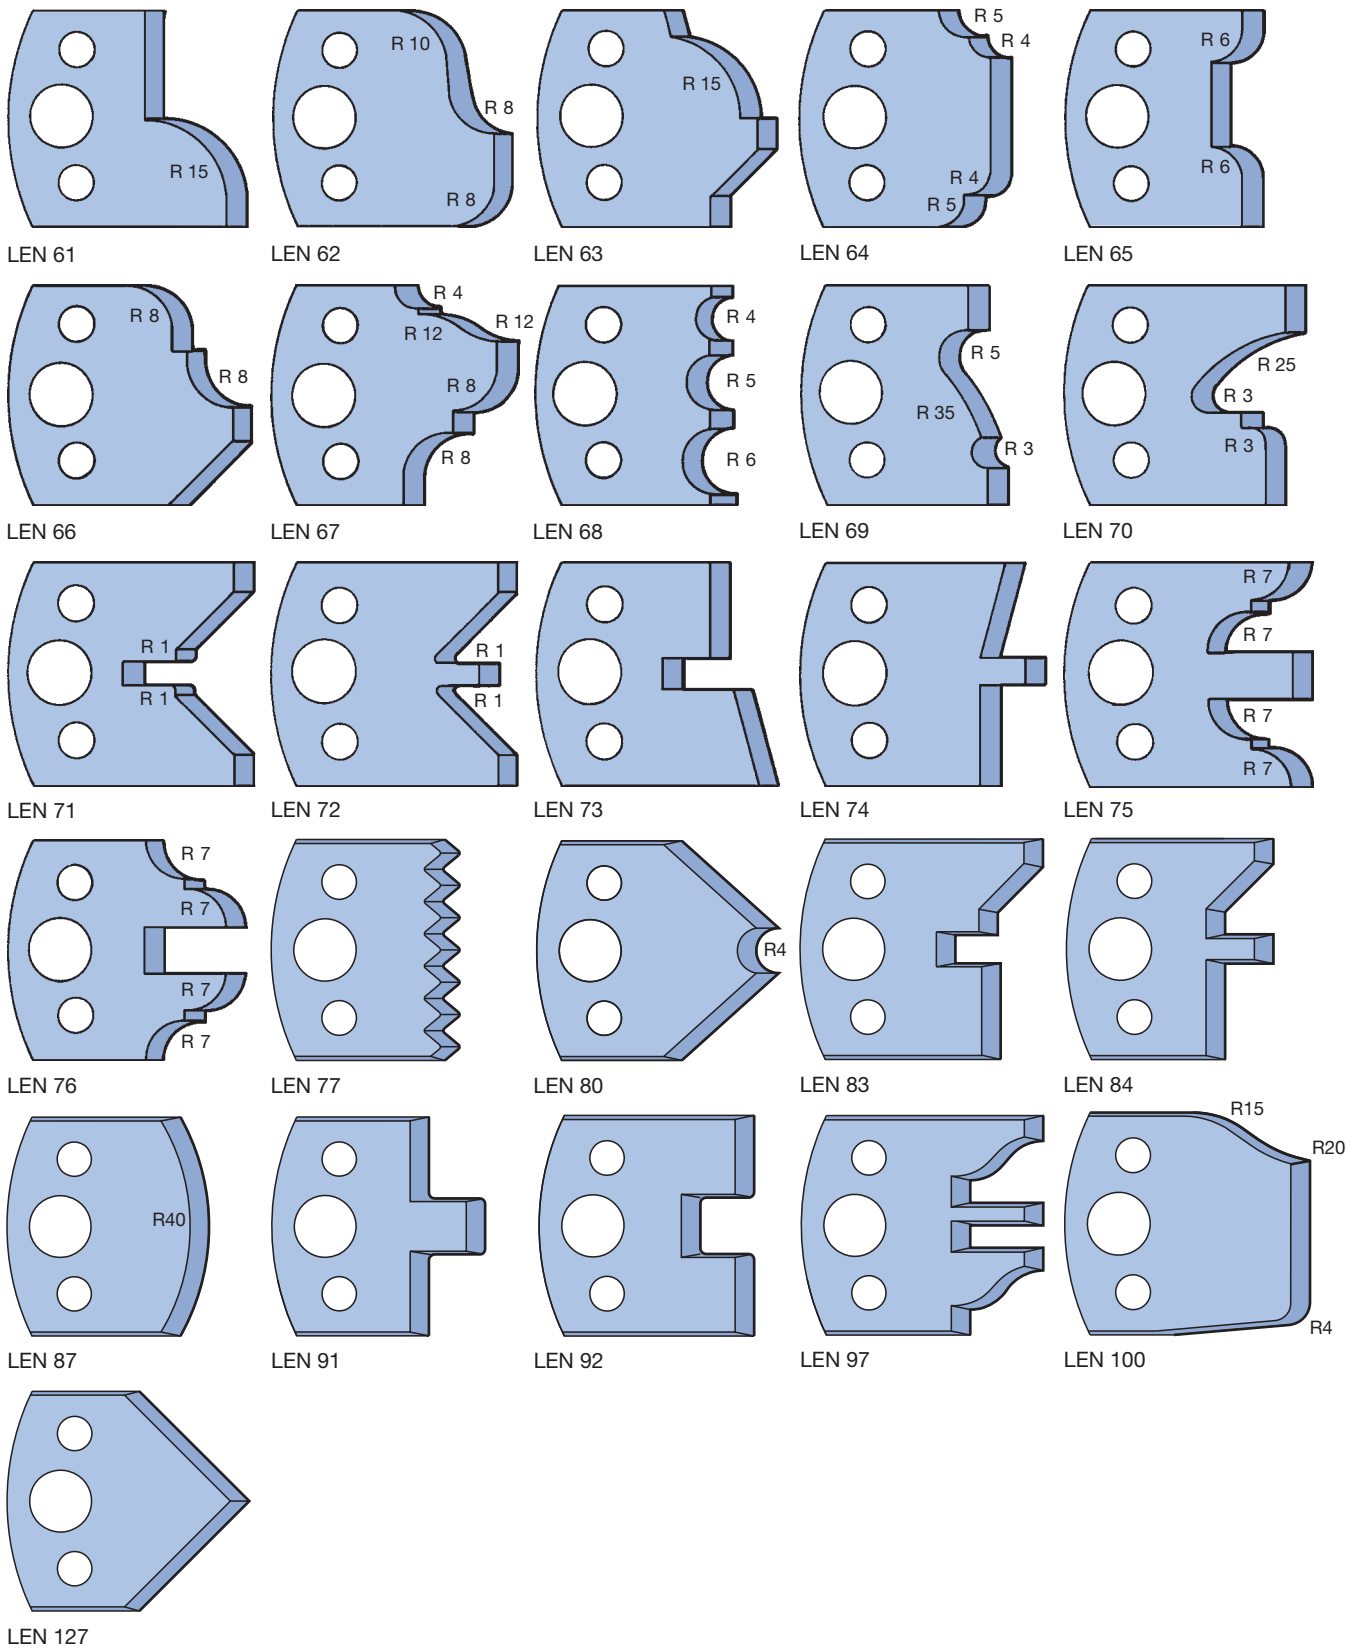 R 15
LEN 61
R 10
R 8
R 8
LEN 62
R 15
LEN 63
R 5
R 4
R 4
R 5
LEN 64
R 6
R 6
LEN 65
R 8
R 8
LEN 66
R 4
R 12
R 12
R 8
R 8
LEN 67
R 4
R 5
R 6
LEN 68
R 5
R 35
R 3
LEN 69
R 25
R 3
R 3
LEN 70
R 1
R 1
LEN 71
R 1
R 1
LEN 72
LEN 73
LEN 74
R 7
R 7
R 7
R 7
LEN 75
R 7
R 7
R 7
R 7
LEN 76
LEN 77
R4
LEN 80
LEN 83
LEN 84
R40
LEN 87
LEN 91
LEN 92
LEN 97
R15
R20
R4
LEN 100
LEN 127